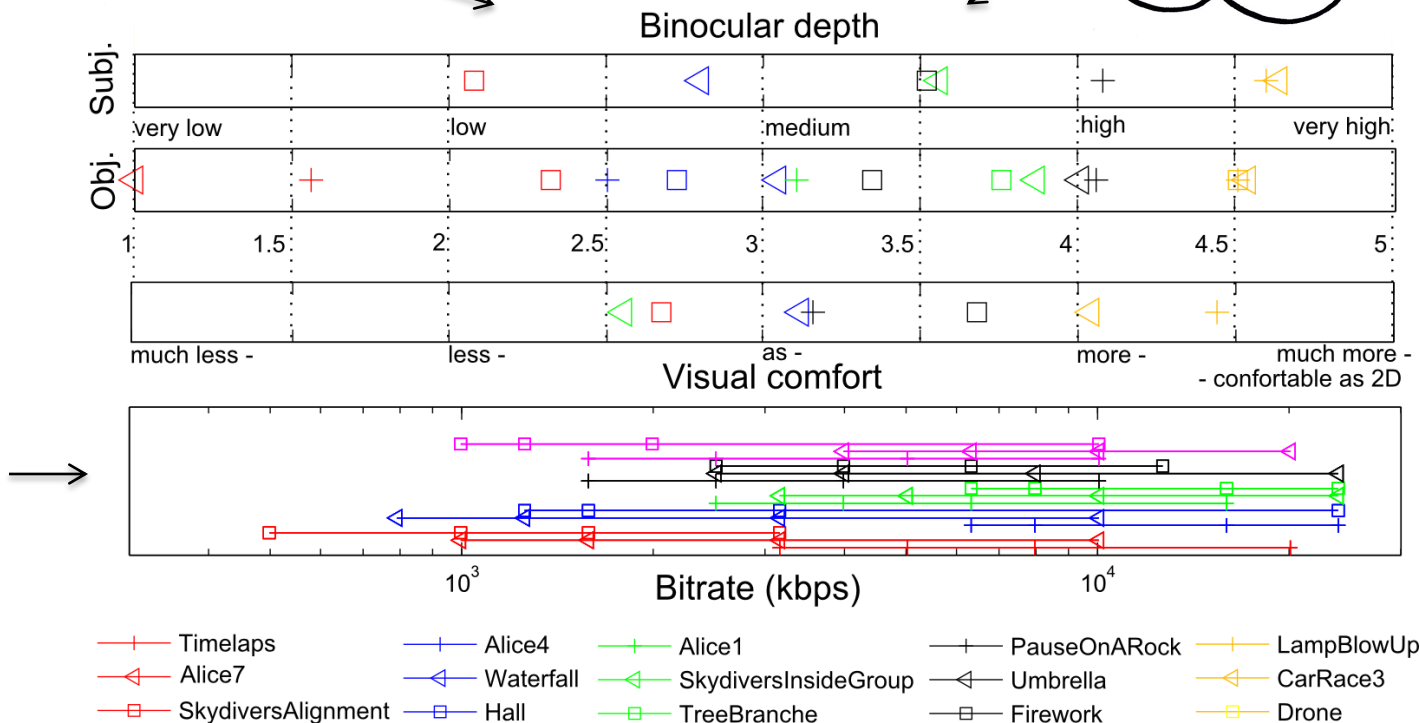 Binocular depth
Subj.
very low low medium high very high
Obj.
1 1.5 2 2.5 3 3.5 4 4.5 5
much less - less - as - more - much more -
Visual comfort - confortable as 2D
10³ 10⁴
Bitrate (kbps)
Timelaps Alice4 Alice1 PauseOnARock LampBlowUp
Alice7 Waterfall SkydiversInsideGroup Umbrella CarRace3
SkydiversAlignment Hall TreeBranche Firework Drone